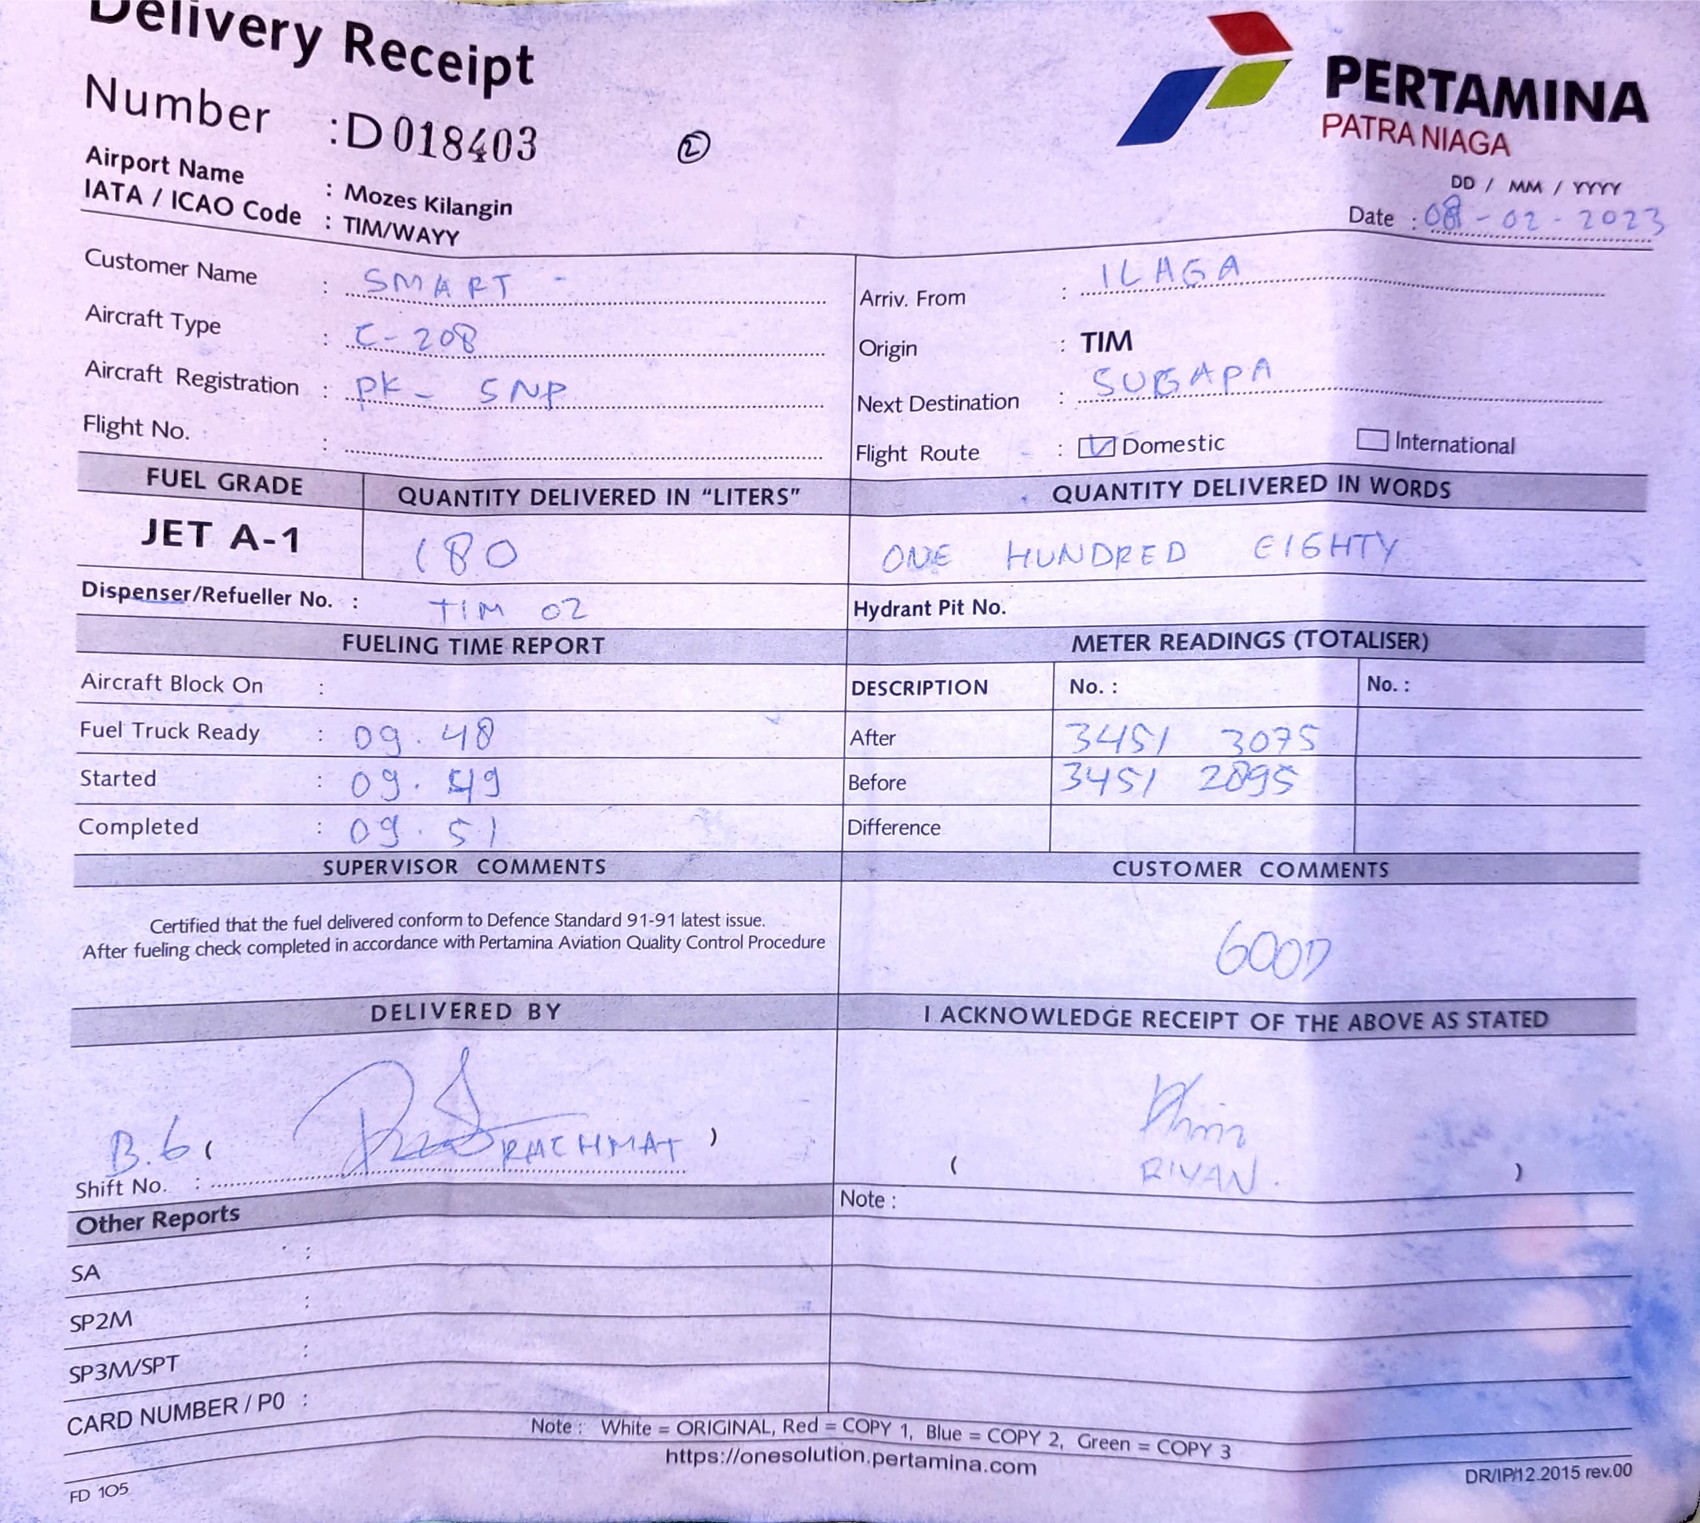 Delivery Receipt
Number : D 018403
2
PERTAMINA
PATRA NIAGA
Airport Name : Mozes Kilangin
IATA / ICAO Code : TIM/WAYY
DD / MM / YYYY
Date : 08 - 02 - 2023
Customer Name : SMART -
Arriv. From : ILAGA
Aircraft Type : C-208
Origin : TIM
Aircraft Registration : PK - SNP
Next Destination : SUGAPA
Flight No. :
Flight Route : Domestic International
FUEL GRADE QUANTITY DELIVERED IN “LITERS” QUANTITY DELIVERED IN WORDS
JET A-1 180 ONE HUNDRED EIGHTY
Dispenser/Refueller No. : TIM 02 Hydrant Pit No.
FUELING TIME REPORT METER READINGS (TOTALISER)
Aircraft Block On : DESCRIPTION No. : No. :
Fuel Truck Ready : 09.48 After 3451 3075
Started : 09.49 Before 3451 2895
Completed : 09.51 Difference
SUPERVISOR COMMENTS CUSTOMER COMMENTS
Certified that the fuel delivered conform to Defence Standard 91-91 latest issue.
After fueling check completed in accordance with Pertamina Aviation Quality Control Procedure
GOOD
DELIVERED BY I ACKNOWLEDGE RECEIPT OF THE ABOVE AS STATED
B.6 ( RACHMAT )
( RIYAN. )
Shift No. :
Other Reports Note :
SA :
SP2M :
SP3M/SPT :
CARD NUMBER / P0 :
Note : White = ORIGINAL, Red = COPY 1, Blue = COPY 2, Green = COPY 3
https://onesolution.pertamina.com
FD 105 DR/IP/12.2015 rev.00